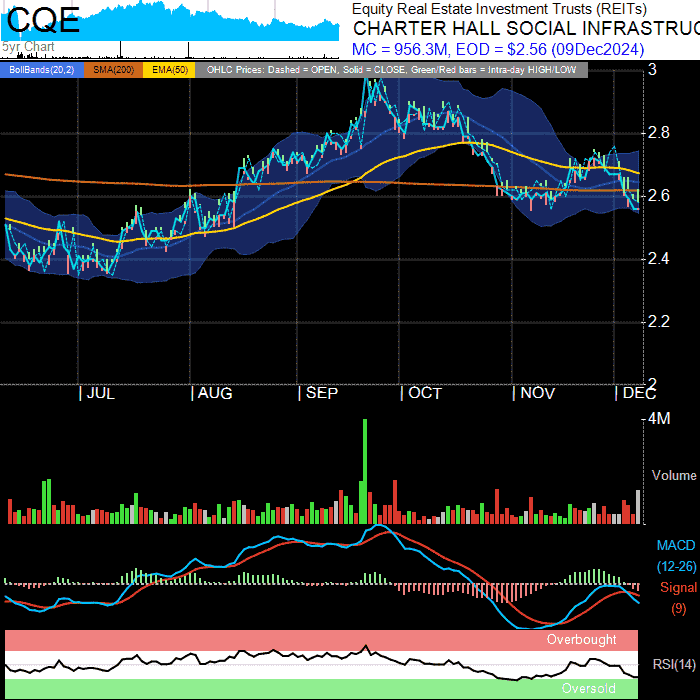 CQE
5yr Chart
Equity Real Estate Investment Trusts (REITs)
CHARTER HALL SOCIAL INFRASTRUC
MC = 956.3M, EOD = $2.56 (09Dec2024)
BollBands(20,2) SMA(200) EMA(50) OHLC Prices: Dashed = OPEN, Solid = CLOSE, Green/Red bars = Intra-day HIGH/LOW
3
2.8
2.6
2.4
2.2
2
JUL AUG SEP OCT NOV DEC
4M
Volume
MACD
(12-26)
Signal
(9)
Overbought
RSI(14)
Oversold